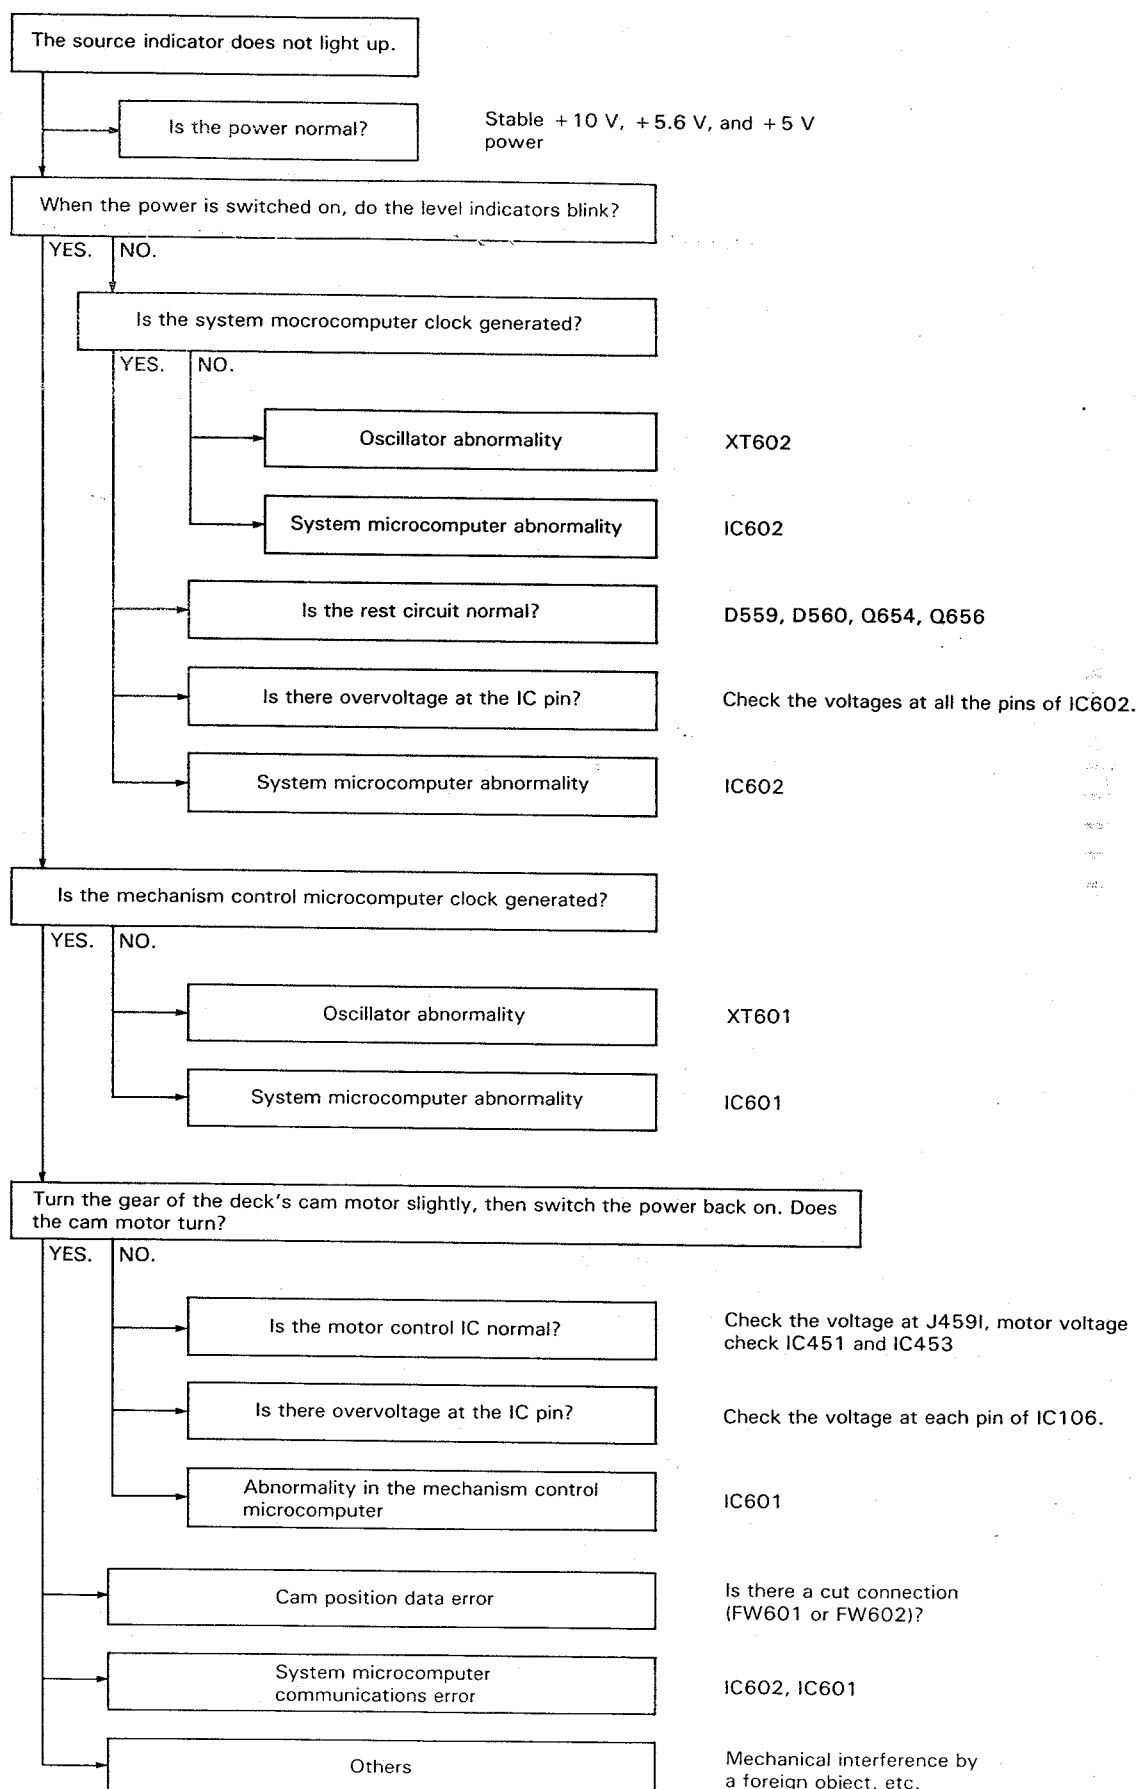 The source indicator does not light up.
Is the power normal?
Stable +10 V, +5.6 V, and +5 V
power
When the power is switched on, do the level indicators blink?
YES. NO.
Is the system mocrocomputer clock generated?
YES. NO.
Oscillator abnormality
XT602
System microcomputer abnormality
IC602
Is the rest circuit normal?
D559, D560, Q654, Q656
Is there overvoltage at the IC pin?
Check the voltages at all the pins of IC602.
System microcomputer abnormality
IC602
Is the mechanism control microcomputer clock generated?
YES. NO.
Oscillator abnormality
XT601
System microcomputer abnormality
IC601
Turn the gear of the deck's cam motor slightly, then switch the power back on. Does
the cam motor turn?
YES. NO.
Is the motor control IC normal?
Check the voltage at J459I, motor voltage
check IC451 and IC453
Is there overvoltage at the IC pin?
Check the voltage at each pin of IC106.
Abnormality in the mechanism control
microcomputer
IC601
Cam position data error
Is there a cut connection
(FW601 or FW602)?
System microcomputer
communications error
IC602, IC601
Others
Mechanical interference by
a foreign object, etc.